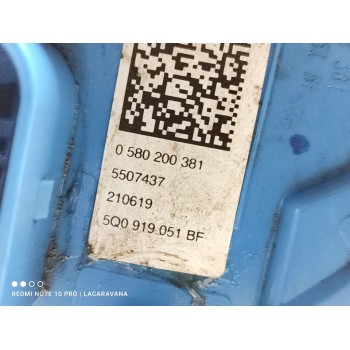 0 580 200 381
5507437
210619
5Q0 919 051 BF
REDMI NOTE 10 PRO | LACARAVANA